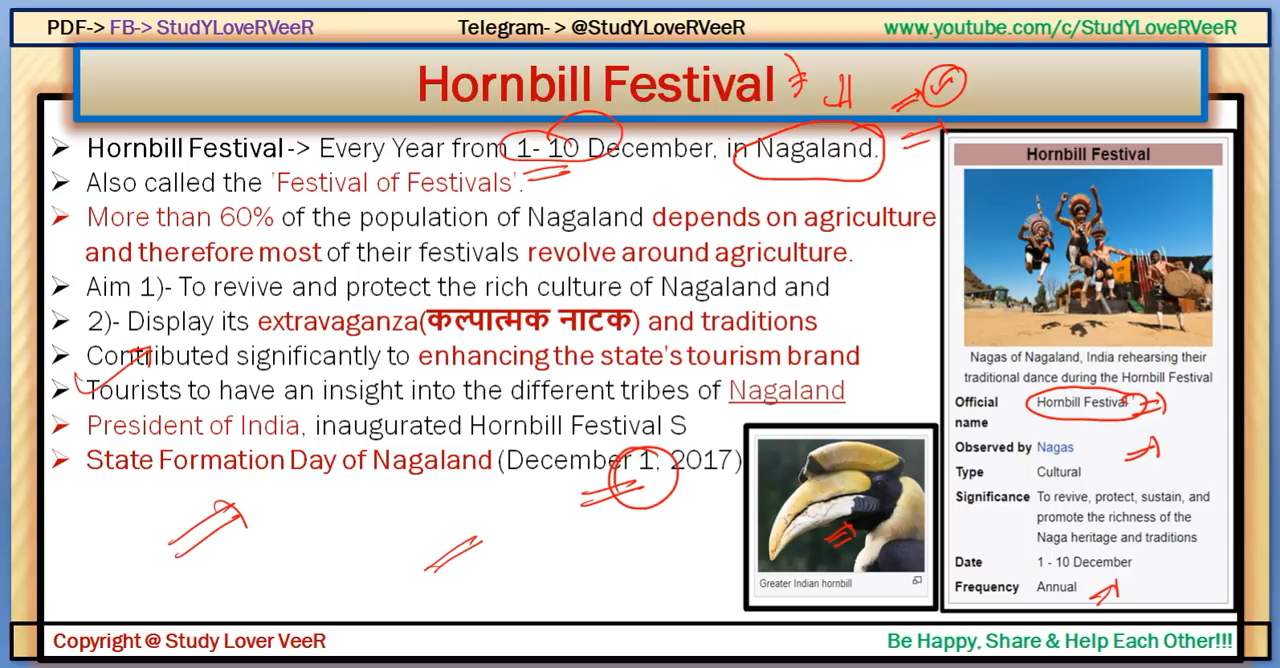 PDF-> FB-> StudYLoverVeeR
Telegram- > @StudYLoveRVeeR
www.youtube.com/c/StudYLoveRVeeR
Hornbill Festival
Hornbill Festival -> Every Year from 1- 10 December, in Nagaland.
Also called the 'Festival of Festivals'.
More than 60% of the population of Nagaland depends on agriculture
and therefore most of their festivals revolve around agriculture.
Aim 1)- To revive and protect the rich culture of Nagaland and
2)- Display its extravaganza(कल्पात्मक नाटक) and traditions
Contributed significantly to enhancing the state's tourism brand
Tourists to have an insight into the different tribes of Nagaland
President of India, inaugurated Hornbill Festival S
State Formation Day of Nagaland (December 1, 2017)
Greater Indian hornbill
Hornbill Festival
Nagas of Nagaland, India rehearsing their
traditional dance during the Hornbill Festival
Official name Hornbill Festival
Observed by Nagas
Type Cultural
Significance To revive, protect, sustain, and
promote the richness of the
Naga heritage and traditions
Date 1 - 10 December
Frequency Annual
Copyright @ Study Lover VeeR
Be Happy, Share & Help Each Other!!!